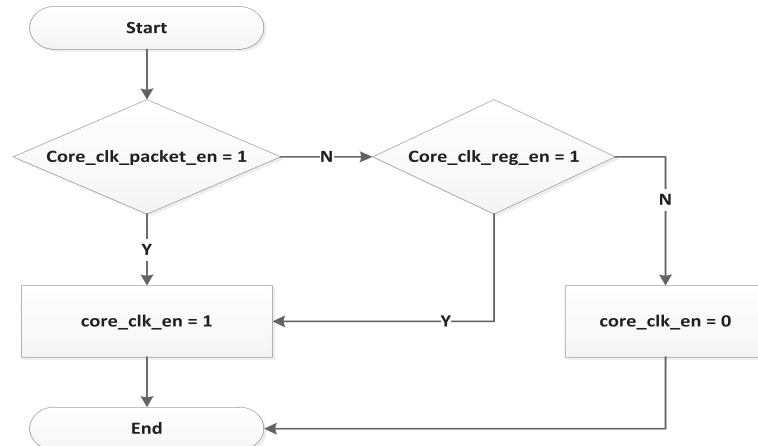 Start
Core_clk_packet_en = 1
N
Core_clk_reg_en = 1
N
Y
core_clk_en = 1
Y
core_clk_en = 0
End